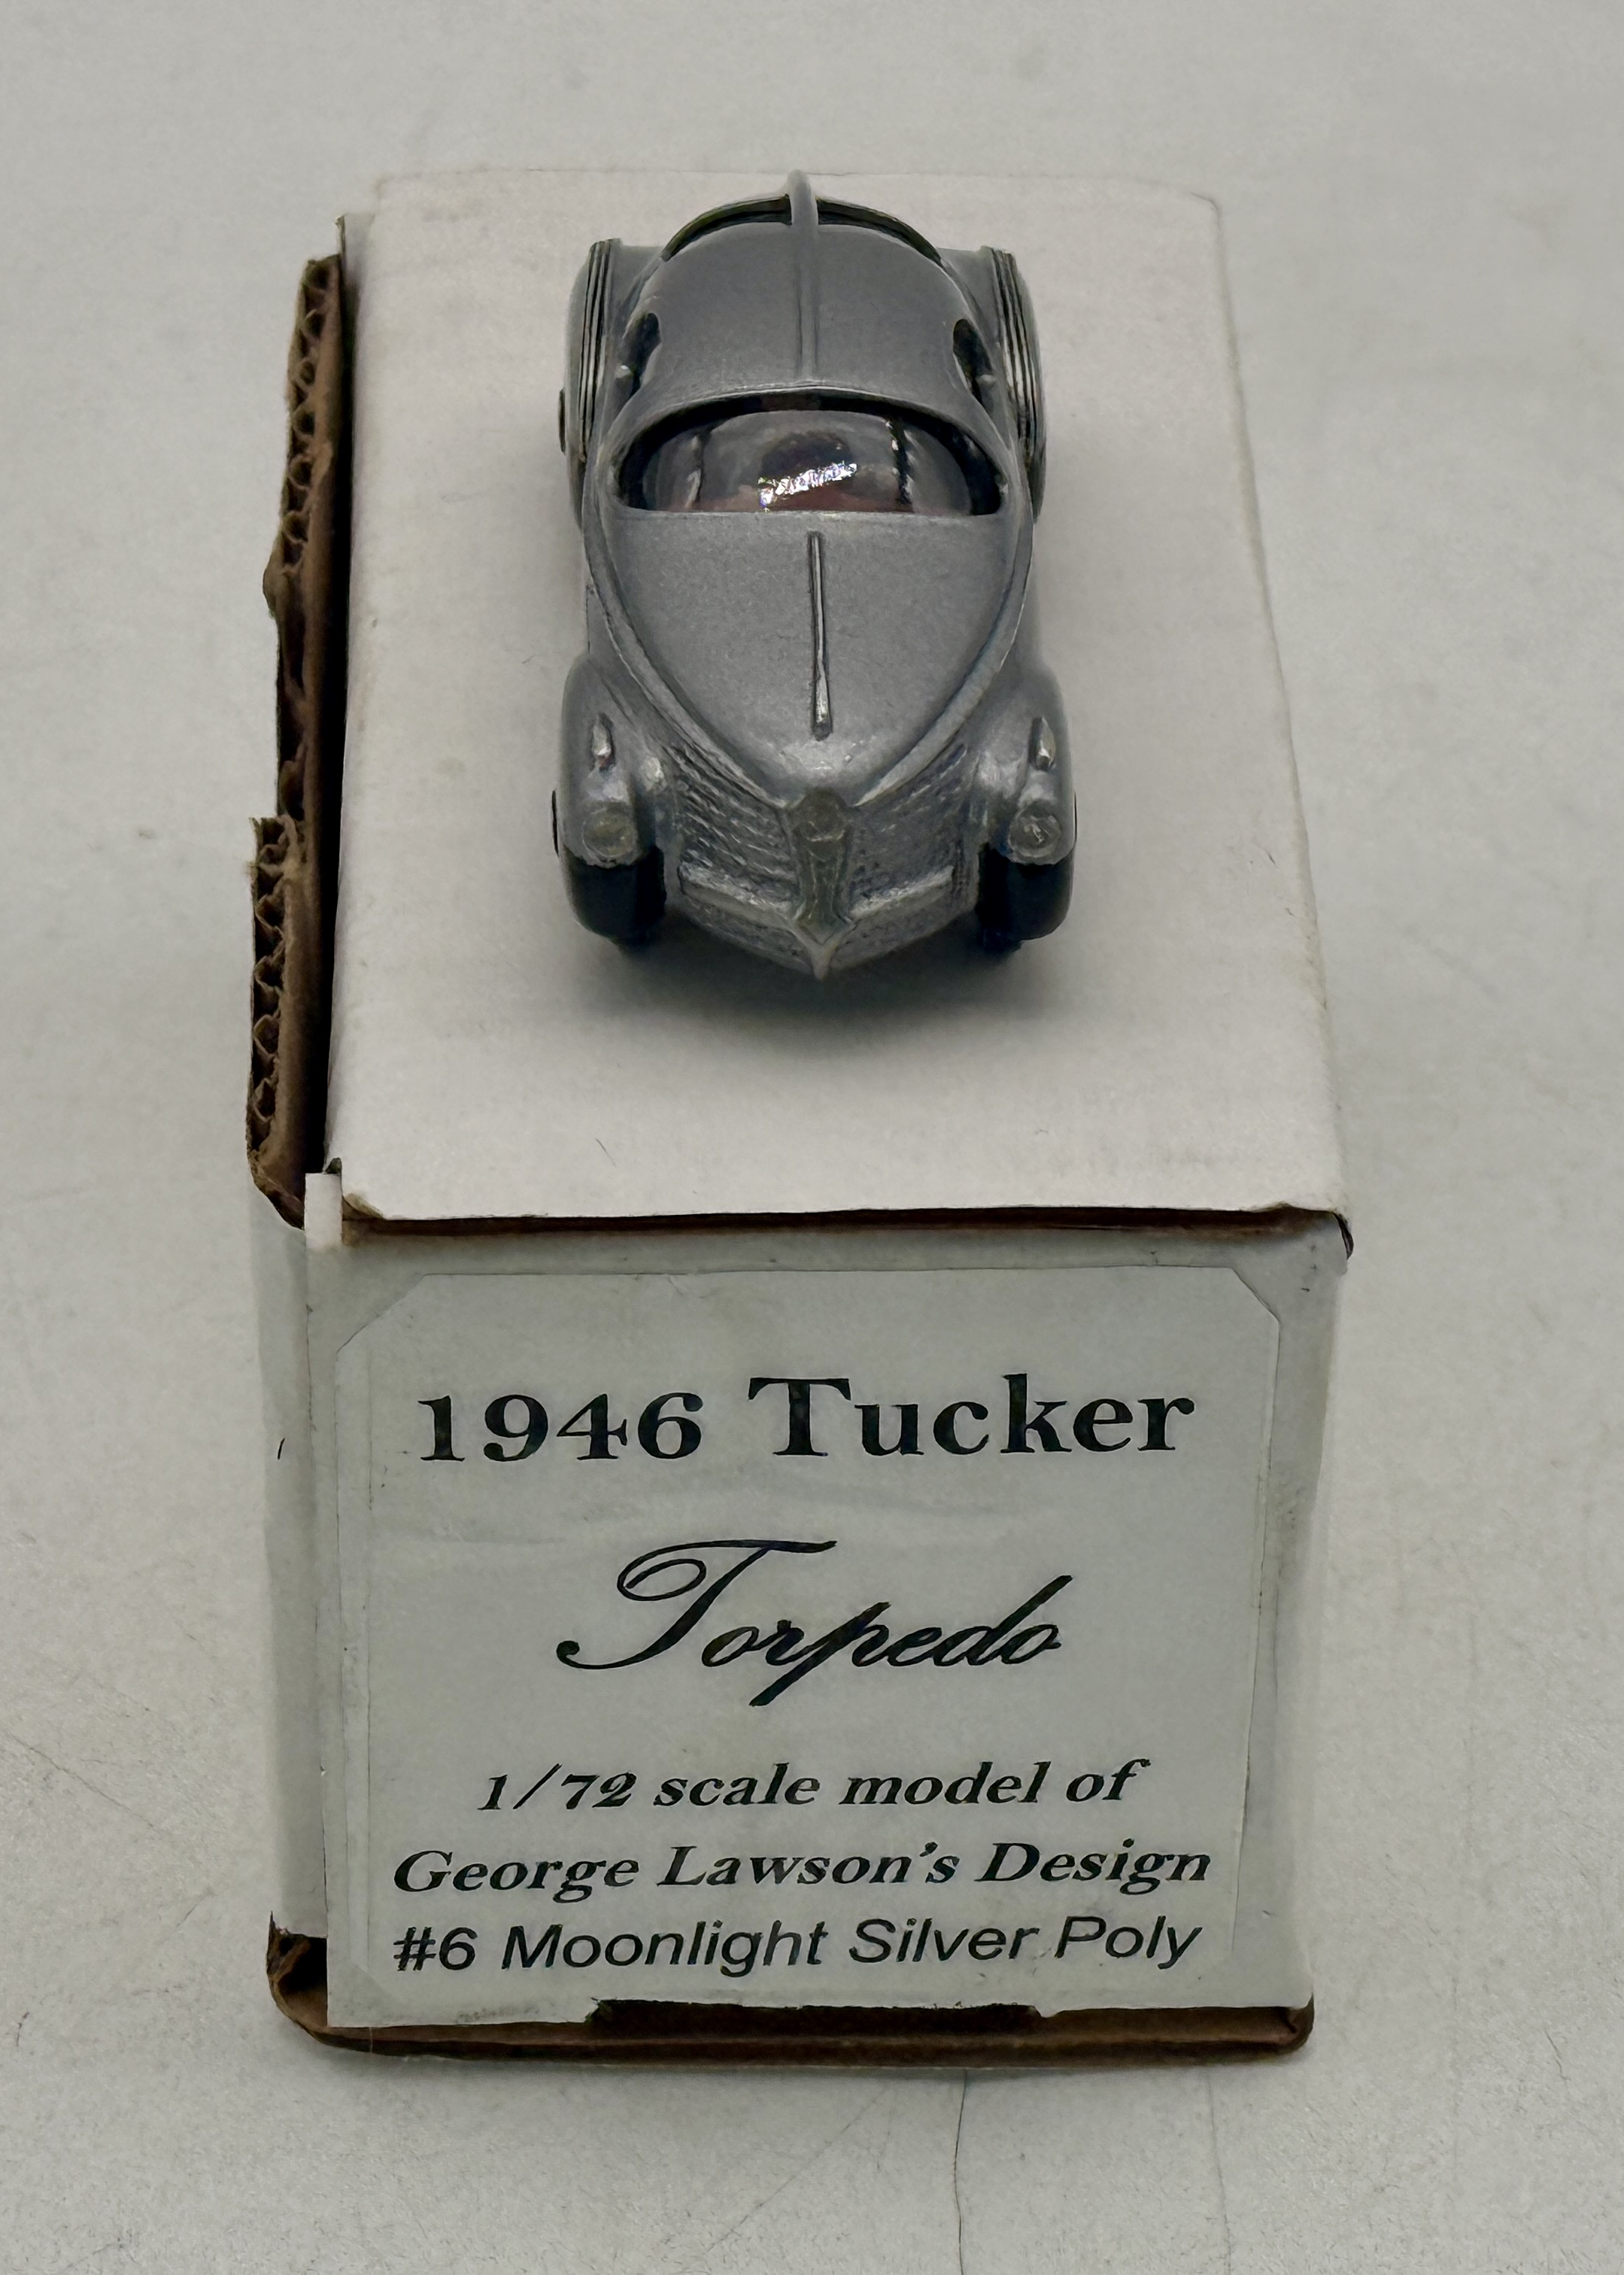 1946 Tucker
Torpedo
1/72 scale model of
George Lawson's Design
#6 Moonlight Silver Poly